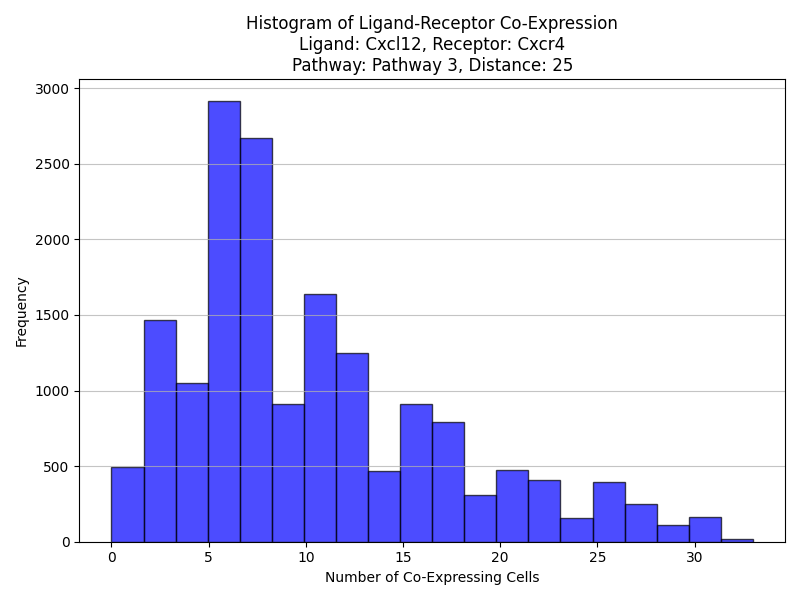 Histogram of Ligand-Receptor Co-Expression
Ligand: Cxcl12, Receptor: Cxcr4
Pathway: Pathway 3, Distance: 25
3000
2500
2000
1500
1000
500
0
Frequency
0 5 10 15 20 25 30
Number of Co-Expressing Cells